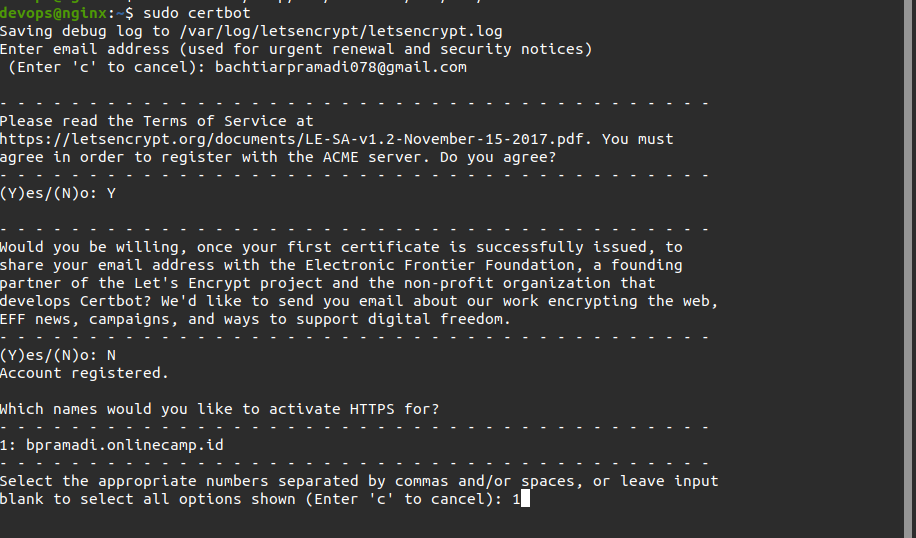 devops@nginx:~$ sudo certbot
Saving debug log to /var/log/letsencrypt/letsencrypt.log
Enter email address (used for urgent renewal and security notices)
 (Enter 'c' to cancel): bachtiarpramadi078@gmail.com
- - - - - - - - - - - - - - - - - - - - - - - - - - - - - - - - - - - - - - - -
Please read the Terms of Service at
https://letsencrypt.org/documents/LE-SA-v1.2-November-15-2017.pdf. You must
agree in order to register with the ACME server. Do you agree?
- - - - - - - - - - - - - - - - - - - - - - - - - - - - - - - - - - - - - - - -
(Y)es/(N)o: Y
- - - - - - - - - - - - - - - - - - - - - - - - - - - - - - - - - - - - - - - -
Would you be willing, once your first certificate is successfully issued, to
share your email address with the Electronic Frontier Foundation, a founding
partner of the Let's Encrypt project and the non-profit organization that
develops Certbot? We'd like to send you email about our work encrypting the web,
EFF news, campaigns, and ways to support digital freedom.
- - - - - - - - - - - - - - - - - - - - - - - - - - - - - - - - - - - - - - - -
(Y)es/(N)o: N
Account registered.
Which names would you like to activate HTTPS for?
- - - - - - - - - - - - - - - - - - - - - - - - - - - - - - - - - - - - - - - -
1: bpramadi.onlinecamp.id
- - - - - - - - - - - - - - - - - - - - - - - - - - - - - - - - - - - - - - - -
Select the appropriate numbers separated by commas and/or spaces, or leave input
blank to select all options shown (Enter 'c' to cancel): 1